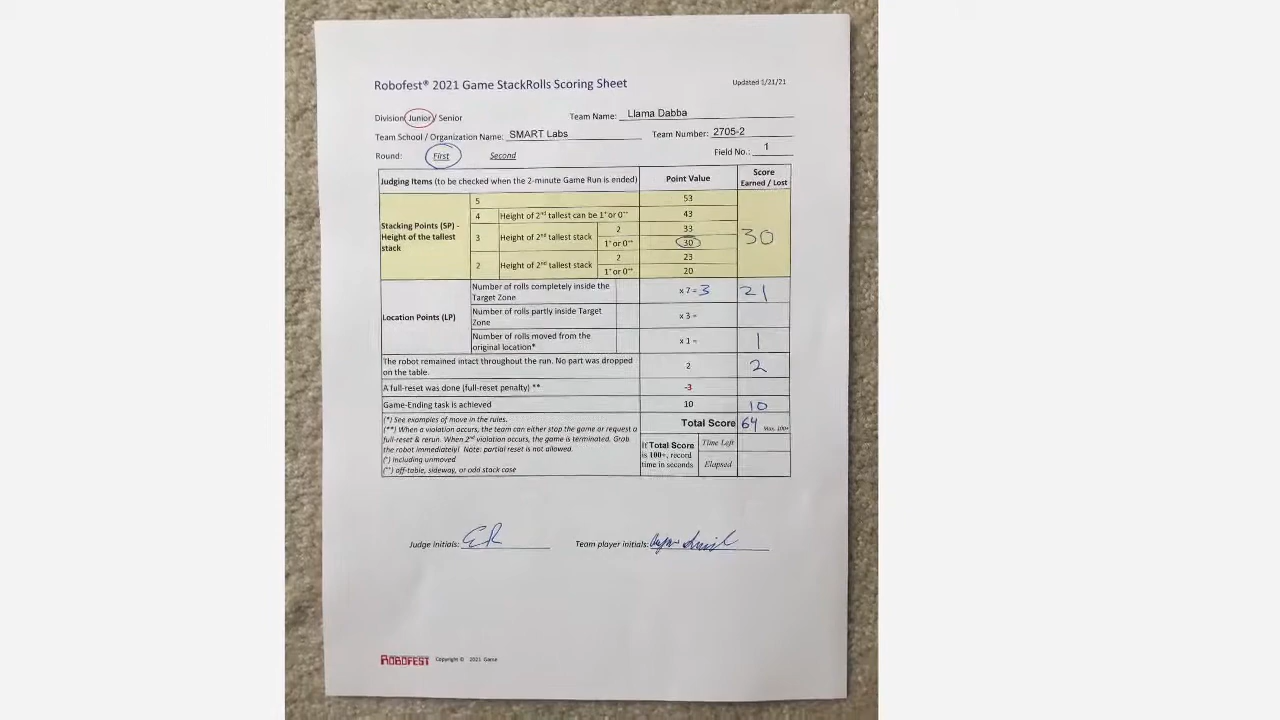 Robofest® 2021 Game StackRolls Scoring Sheet
Updated 1/21/21
Division Junior / Senior
Team Name: Llama Dabba
Team School / Organization Name: SMART Labs
Team Number: 2705-2
Round: First Second
Field No.: 1
Judging Items (to be checked when the 2-minute Game Run is ended) Point Value Score Earned / Lost
Stacking Points (SP) - Height of the tallest stack
5 53
4 Height of 2nd tallest can be 1* or 0** 43
3 Height of 2nd tallest stack 2 33
1* or 0** 30
30
2 Height of 2nd tallest stack 2 23
1* or 0** 20
Location Points (LP)
Number of rolls completely inside the Target Zone x 7 = 3 21
Number of rolls partly inside Target Zone x 3 =
Number of rolls moved from the original location* x 1 = 1
The robot remained intact throughout the run. No part was dropped on the table. 2 2
A full-reset was done (full-reset penalty) ** -3
Game-Ending task is achieved 10 10
(*) See examples of move in the rules.
(**) When a violation occurs, the team can either stop the game or request a
full-reset & rerun. When 2nd violation occurs, the game is terminated. Grab
the robot immediately! Note: partial reset is not allowed
(*) Including unmoved
(**) off-table, sideway, or odd stack case
Total Score 64 Max. 100+
If Total Score is 100+, record time in seconds
Time Left
Elapsed
Judge initials: ER
Team player initials:
ROBOFEST Copyright © 2021 Game